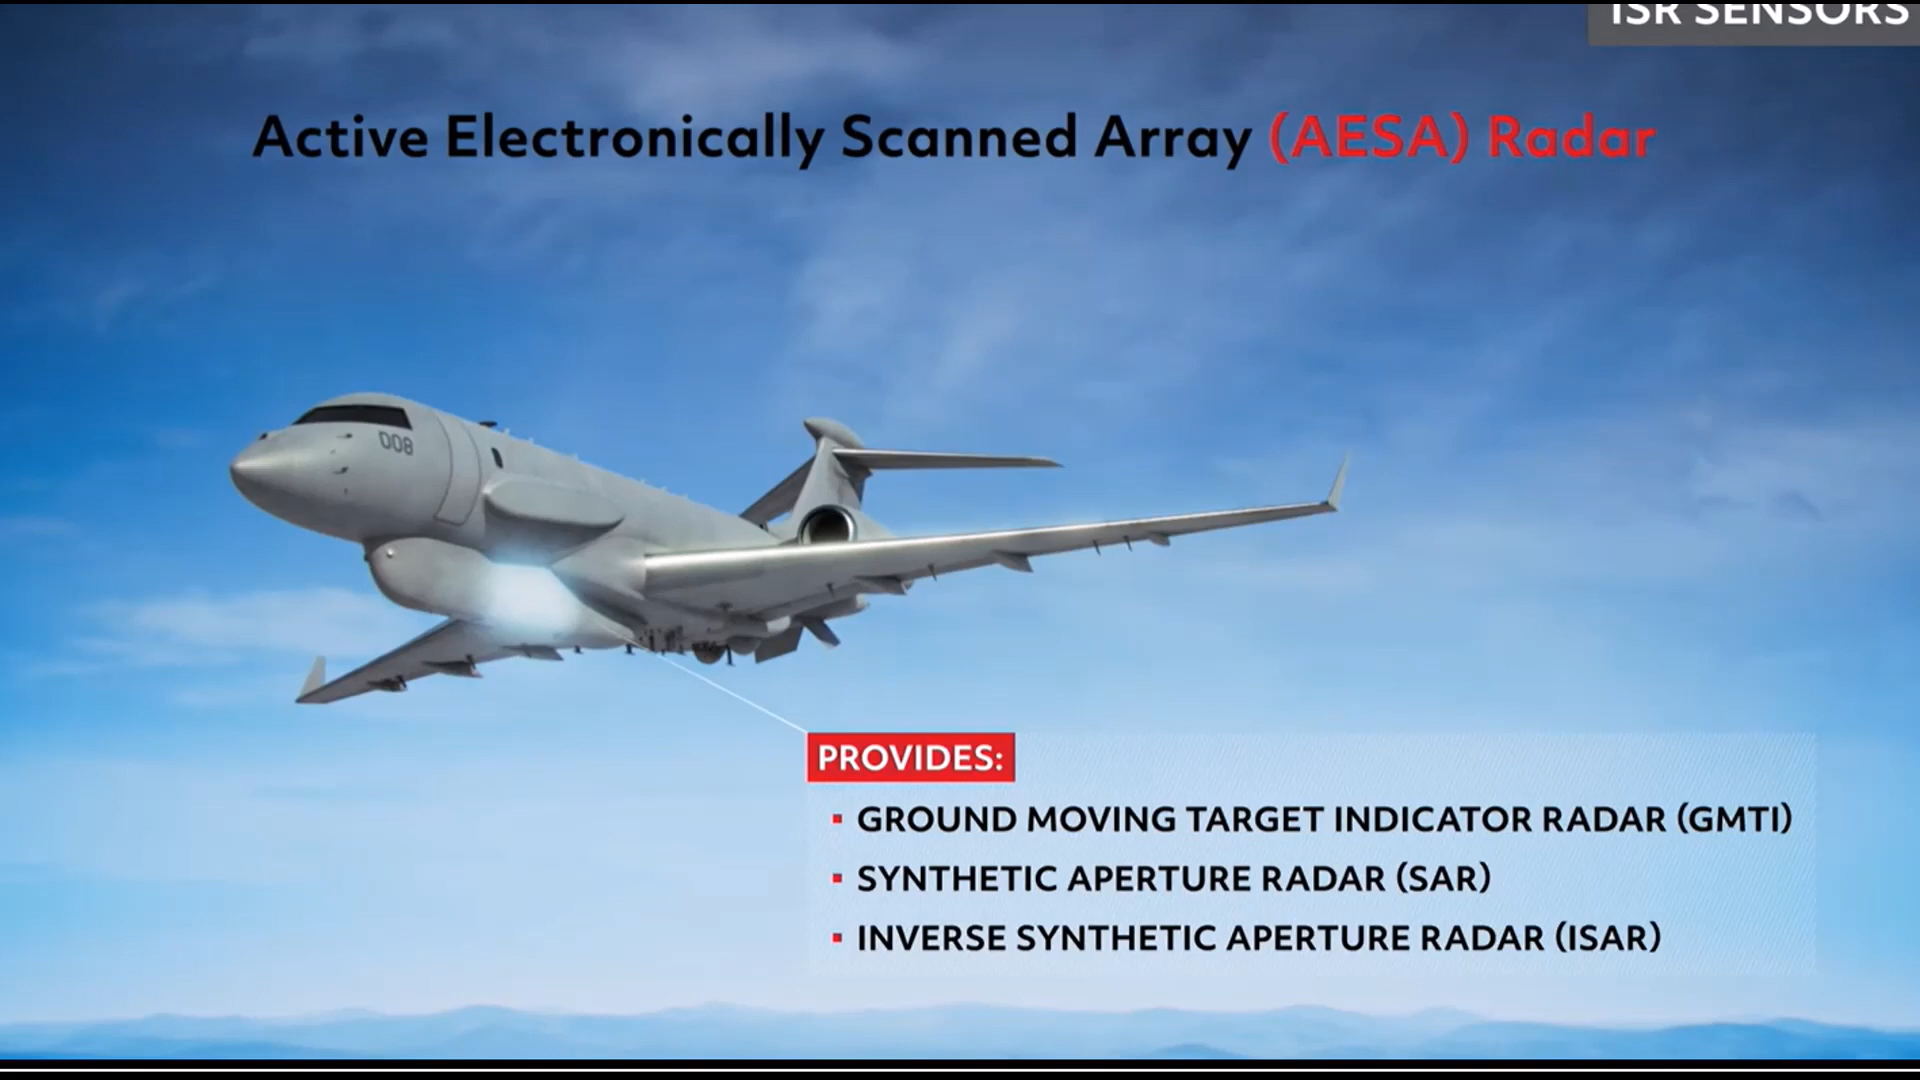 ISR SENSORS
Active Electronically Scanned Array (AESA) Radar
008
PROVIDES:
▪ GROUND MOVING TARGET INDICATOR RADAR (GMTI)
▪ SYNTHETIC APERTURE RADAR (SAR)
▪ INVERSE SYNTHETIC APERTURE RADAR (ISAR)